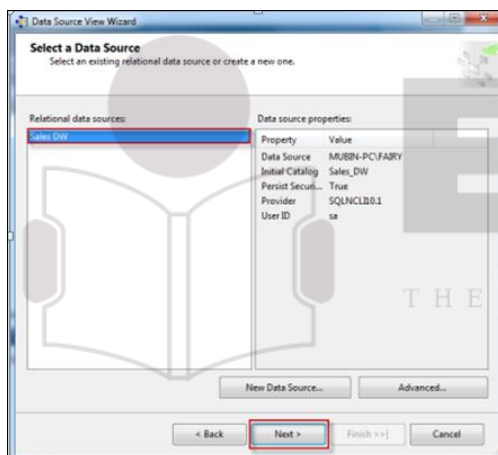 Data Source View Wizard
Select a Data Source
Select an existing relational data source or create a new one.
Relational data sources:
Sales DW
Data source properties:
Property Value
Data Source MUBIN-PC\FAIRY
Initial Catalog Sales_DW
Persist Securi... True
Provider SQLNCLI10.1
User ID sa
E
THE
New Data Source...
Advanced...
< Back
Next >
Finish >>|
Cancel